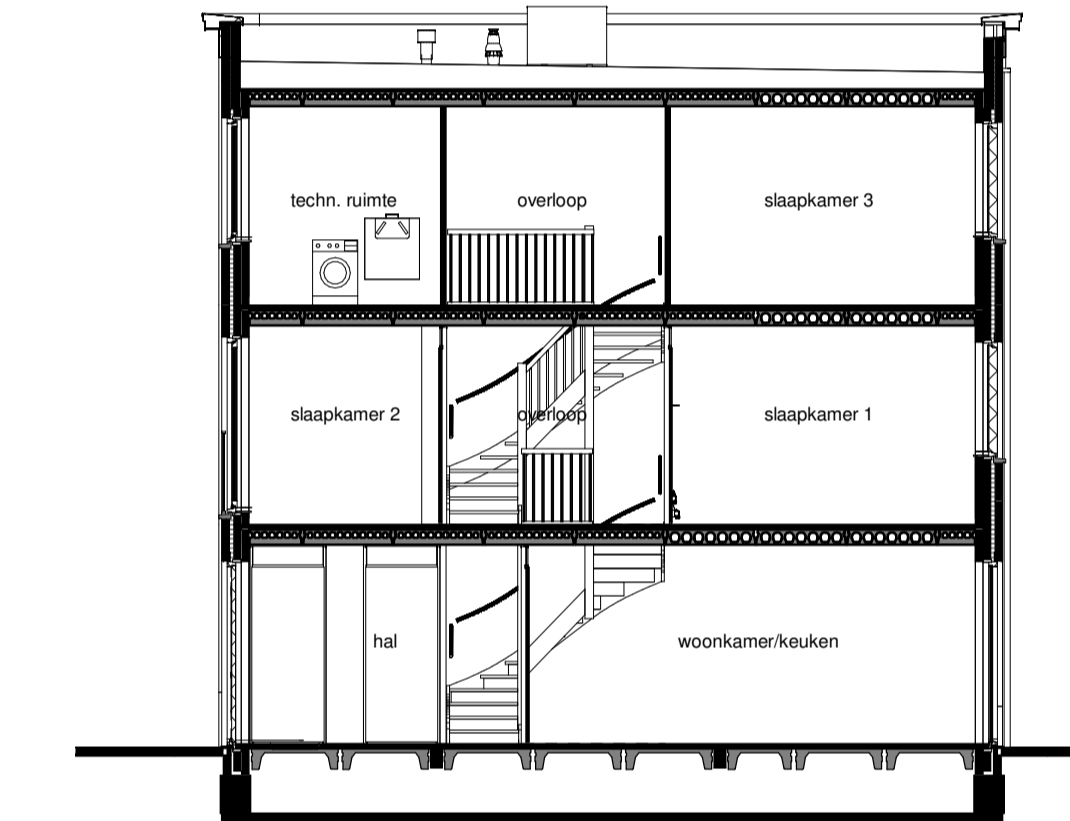 techn. ruimte
overloop
slaapkamer 3
slaapkamer 2
overloop
slaapkamer 1
hal
woonkamer/keuken